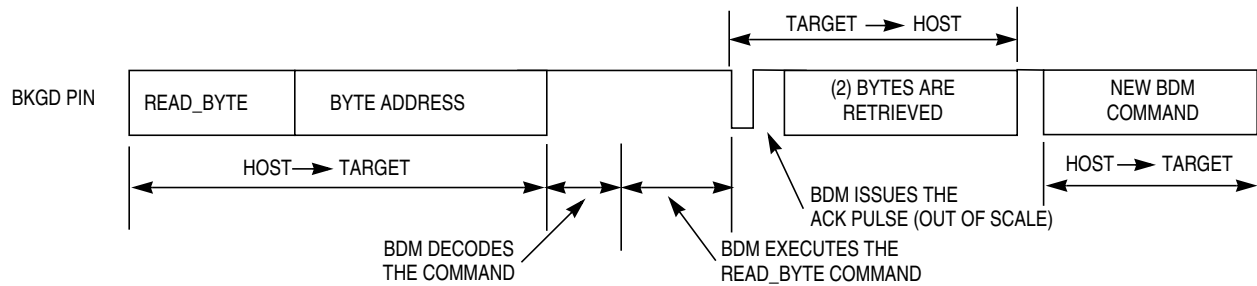 TARGET → HOST
BKGD PIN
READ_BYTE
BYTE ADDRESS
(2) BYTES ARE
RETRIEVED
NEW BDM
COMMAND
HOST → TARGET
HOST → TARGET
BDM ISSUES THE
ACK PULSE (OUT OF SCALE)
BDM DECODES
THE COMMAND
BDM EXECUTES THE
READ_BYTE COMMAND